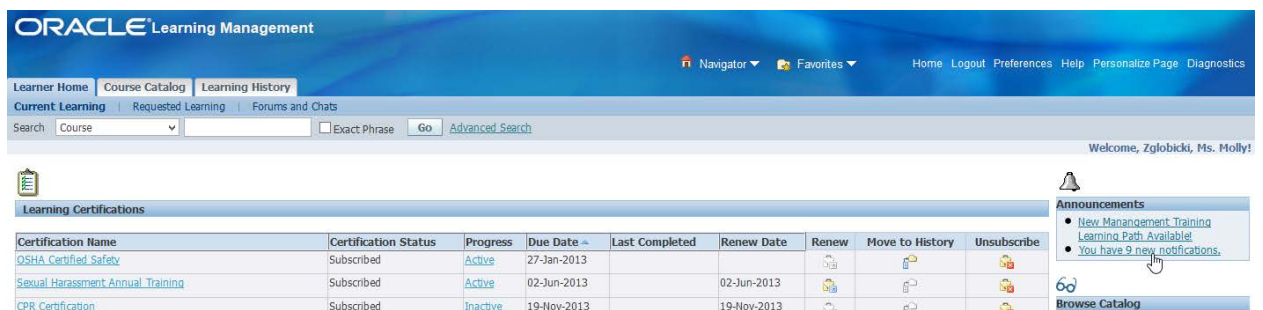 ORACLE Learning Management
Navigator Favorites Home Logout Preferences Help Personalize Page Diagnostics
Learner Home Course Catalog Learning History
Current Learning | Requested Learning | Forums and Chats
Search Course Exact Phrase Go Advanced Search
Welcome, Zglobicki, Ms. Molly!
Learning Certifications
Certification Name Certification Status Progress Due Date Last Completed Renew Date Renew Move to History Unsubscribe
OSHA Certified Safety Subscribed Active 27-Jan-2013
Sexual Harassment Annual Training Subscribed Active 02-Jun-2013 02-Jun-2013
CPR Certification Subscribed Inactive 19-Nov-2013 19-Nov-2013
Announcements
New Manangement Training
Learning Path Available!
You have 9 new notifications.
Browse Catalog